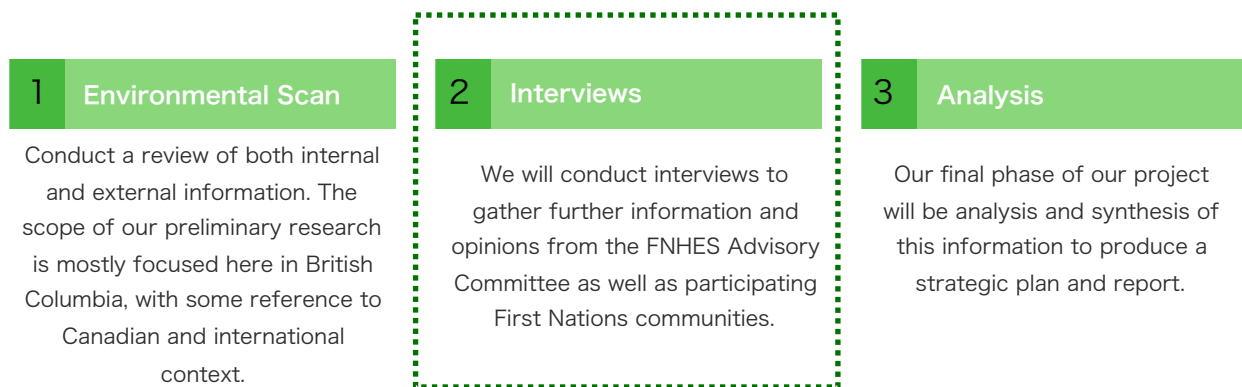 1 Environmental Scan
Conduct a review of both internal
and external information. The
scope of our preliminary research
is mostly focused here in British
Columbia, with some reference to
Canadian and international
context.
2 Interviews
We will conduct interviews to
gather further information and
opinions from the FNHES Advisory
Committee as well as participating
First Nations communities.
3 Analysis
Our final phase of our project
will be analysis and synthesis of
this information to produce a
strategic plan and report.